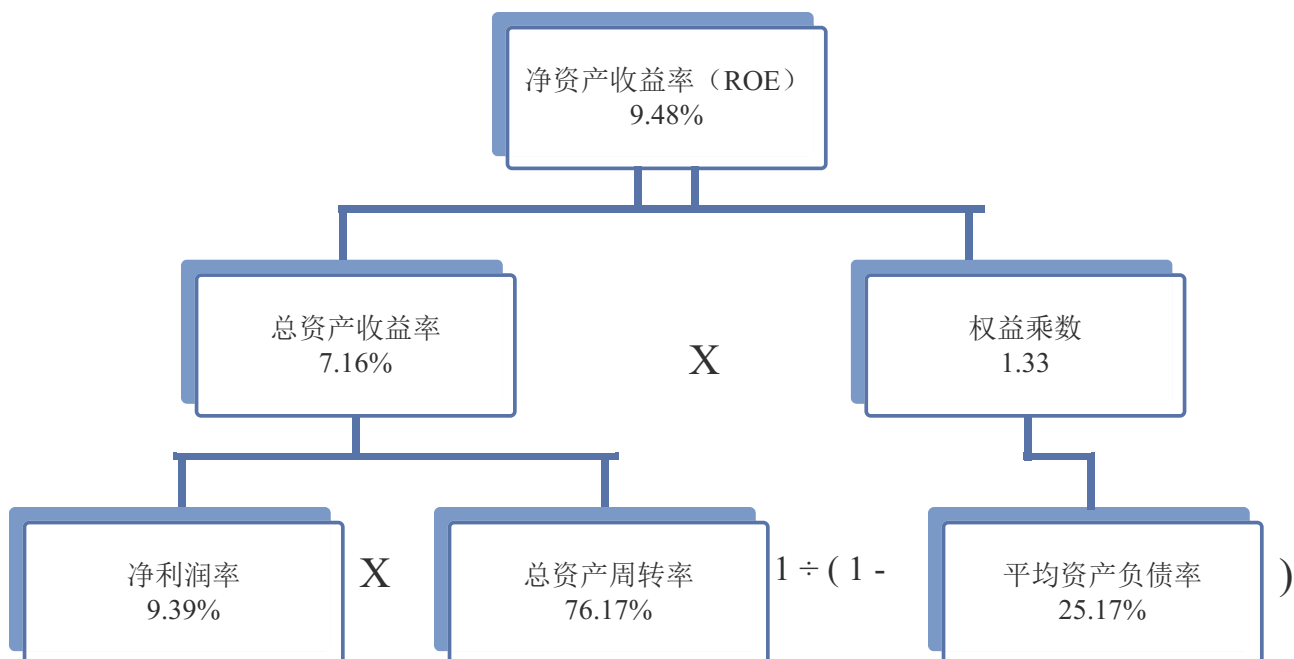 净资产收益率（ROE）
9.48%
总资产收益率
7.16%
X
权益乘数
1.33
净利润率
9.39%
X
总资产周转率
76.17%
1 ÷ ( 1 -
平均资产负债率
25.17%
)